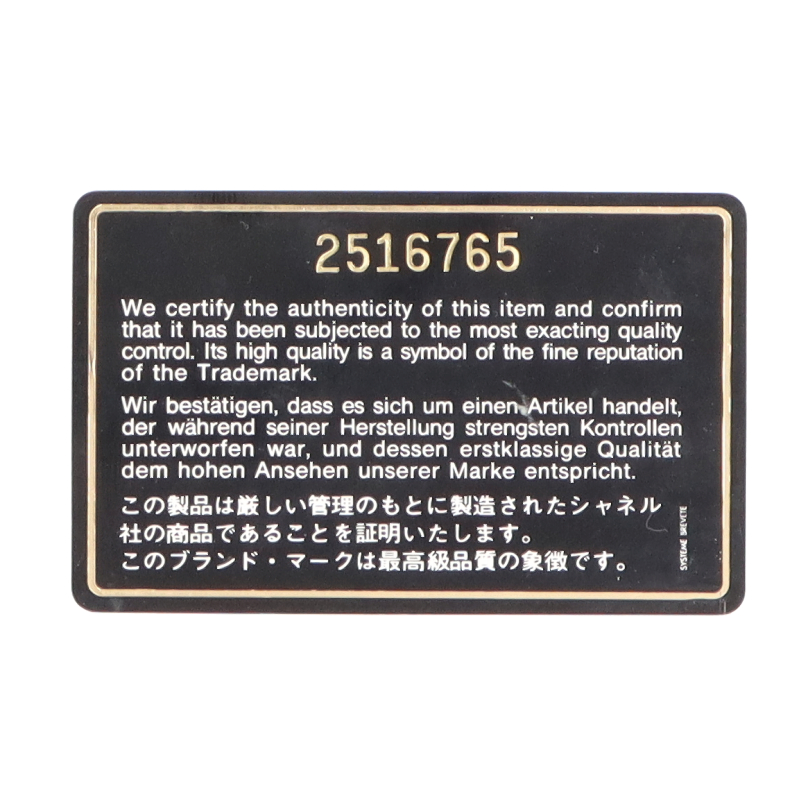 2516765
We certify the authenticity of this item and confirm
that it has been subjected to the most exacting quality
control. Its high quality is a symbol of the fine reputation
of the Trademark.
Wir bestätigen, dass es sich um einen Artikel handelt,
der während seiner Herstellung strengsten Kontrollen
unterworfen war, und dessen erstklassige Qualität
dem hohen Ansehen unserer Marke entspricht.
この製品は厳しい管理のもとに製造されたシャネル
社の商品であることを証明いたします。
このブランド・マークは最高級品質の象徴です。
SYSTEME BREVETE